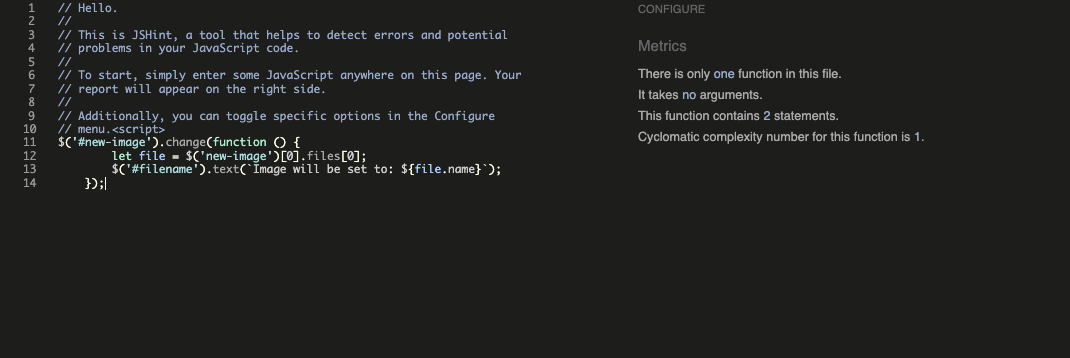 1 // Hello.
2 //
3 // This is JSHint, a tool that helps to detect errors and potential
4 // problems in your JavaScript code.
5 //
6 // To start, simply enter some JavaScript anywhere on this page. Your
7 // report will appear on the right side.
8 //
9 // Additionally, you can toggle specific options in the Configure
10 // menu.<script>
11 $('#new-image').change(function () {
12 let file = $('new-image')[0].files[0];
13 $('#filename').text(`Image will be set to: ${file.name}`);
14 });
CONFIGURE
Metrics
There is only one function in this file.
It takes no arguments.
This function contains 2 statements.
Cyclomatic complexity number for this function is 1.